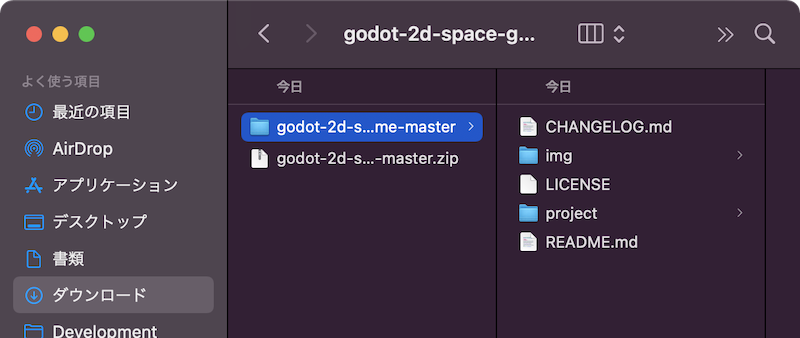 godot-2d-space-g...
よく使う項目
最近の項目
AirDrop
アプリケーション
デスクトップ
書類
ダウンロード
Development
今日
godot-2d-s...me-master
godot-2d-s...-master.zip
今日
CHANGELOG.md
img
LICENSE
project
README.md